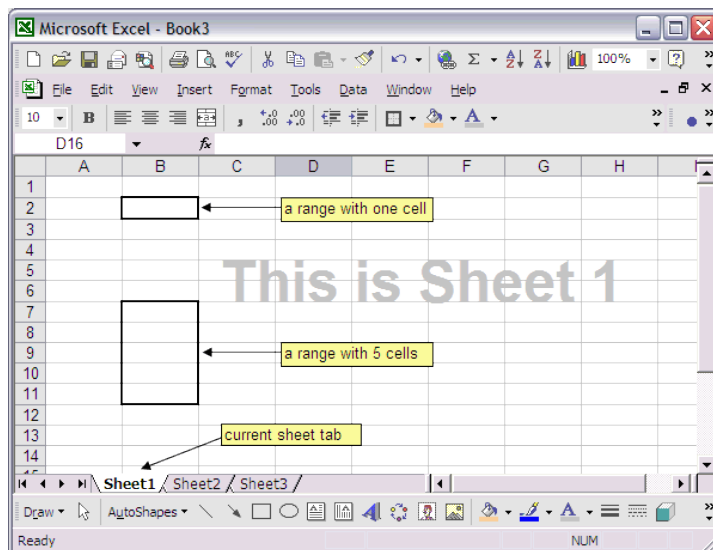 Microsoft Excel - Book3
ABC Σ A Z Z A 100% ?
File Edit View Insert Format Tools Data Window Help
10 B a , .00 .00 A
D16 fx
A B C D E F G H
1
2 a range with one cell
3
4
5
This is Sheet 1
6
7
8
9 a range with 5 cells
10
11
12
13 current sheet tab
14
Sheet1 Sheet2 Sheet3
Draw AutoShapes A A
Ready NUM